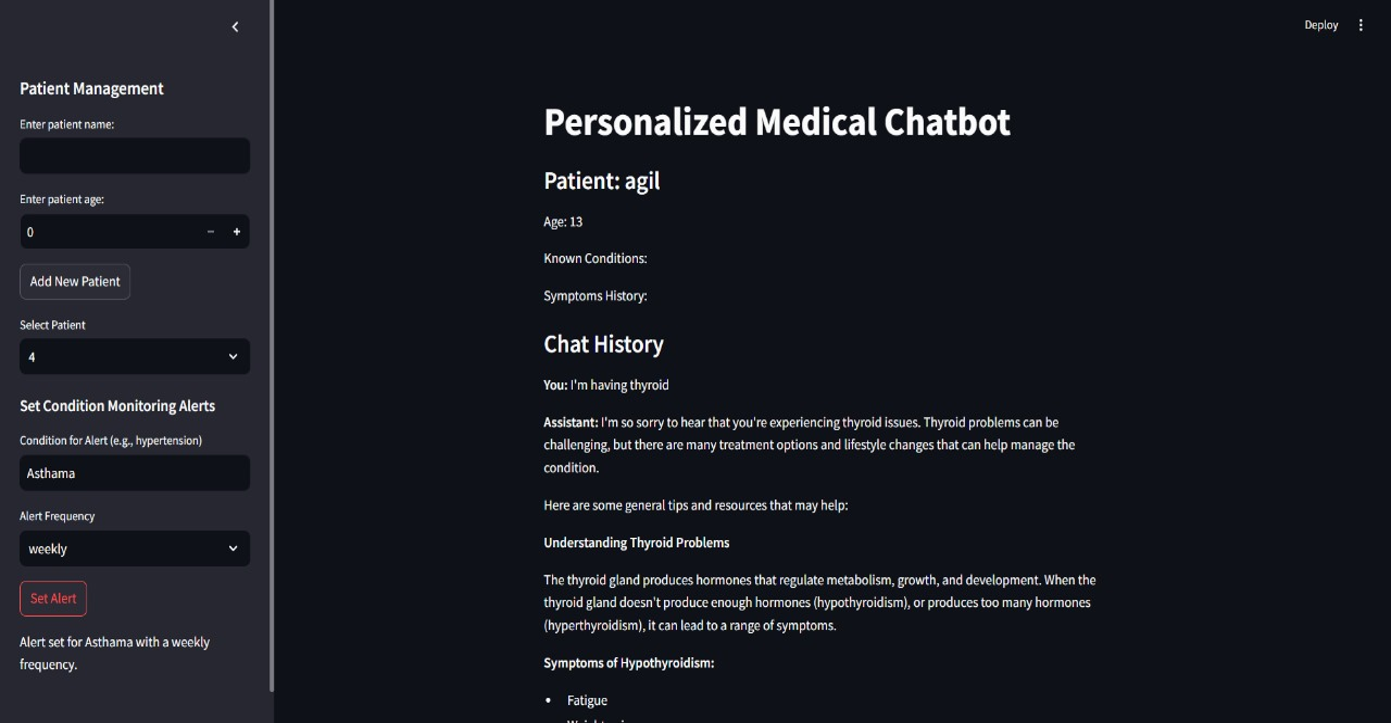 Patient Management
Enter patient name:
Enter patient age:
0
Add New Patient
Select Patient
4
Set Condition Monitoring Alerts
Condition for Alert (e.g., hypertension)
Asthama
Alert Frequency
weekly
Set Alert
Alert set for Asthama with a weekly
frequency.
Deploy
Personalized Medical Chatbot
Patient: agil
Age: 13
Known Conditions:
Symptoms History:
Chat History
You: I'm having thyroid
Assistant: I'm so sorry to hear that you're experiencing thyroid issues. Thyroid problems can be
challenging, but there are many treatment options and lifestyle changes that can help manage the
condition.
Here are some general tips and resources that may help:
Understanding Thyroid Problems
The thyroid gland produces hormones that regulate metabolism, growth, and development. When the
thyroid gland doesn't produce enough hormones (hypothyroidism), or produces too many hormones
(hyperthyroidism), it can lead to a range of symptoms.
Symptoms of Hypothyroidism:
• Fatigue